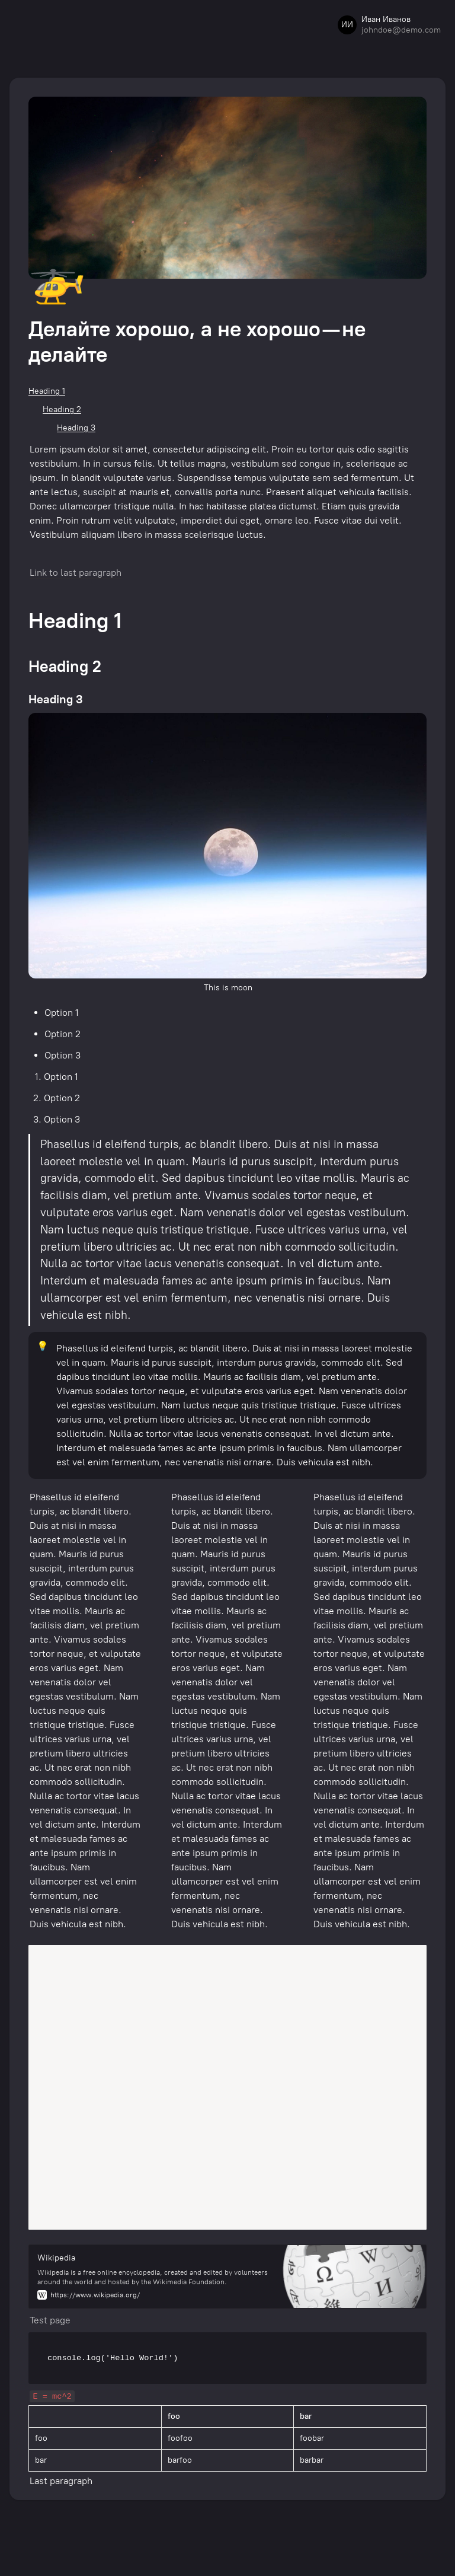 ИИ
Иван Иванов
johndoe@demo.com
Делайте хорошо, а не хорошо — не
делайте
Heading 1
Heading 2
Heading 3
Lorem ipsum dolor sit amet, consectetur adipiscing elit. Proin eu tortor quis odio sagittis
vestibulum. In in cursus felis. Ut tellus magna, vestibulum sed congue in, scelerisque ac
ipsum. In blandit vulputate varius. Suspendisse tempus vulputate sem sed fermentum. Ut
ante lectus, suscipit at mauris et, convallis porta nunc. Praesent aliquet vehicula facilisis.
Donec ullamcorper tristique nulla. In hac habitasse platea dictumst. Etiam quis gravida
enim. Proin rutrum velit vulputate, imperdiet dui eget, ornare leo. Fusce vitae dui velit.
Vestibulum aliquam libero in massa scelerisque luctus.
Link to last paragraph
Heading 1
Heading 2
Heading 3
This is moon
• Option 1
• Option 2
• Option 3
1. Option 1
2. Option 2
3. Option 3
Phasellus id eleifend turpis, ac blandit libero. Duis at nisi in massa
laoreet molestie vel in quam. Mauris id purus suscipit, interdum purus
gravida, commodo elit. Sed dapibus tincidunt leo vitae mollis. Mauris ac
facilisis diam, vel pretium ante. Vivamus sodales tortor neque, et
vulputate eros varius eget. Nam venenatis dolor vel egestas vestibulum.
Nam luctus neque quis tristique tristique. Fusce ultrices varius urna, vel
pretium libero ultricies ac. Ut nec erat non nibh commodo sollicitudin.
Nulla ac tortor vitae lacus venenatis consequat. In vel dictum ante.
Interdum et malesuada fames ac ante ipsum primis in faucibus. Nam
ullamcorper est vel enim fermentum, nec venenatis nisi ornare. Duis
vehicula est nibh.
Phasellus id eleifend turpis, ac blandit libero. Duis at nisi in massa laoreet molestie
vel in quam. Mauris id purus suscipit, interdum purus gravida, commodo elit. Sed
dapibus tincidunt leo vitae mollis. Mauris ac facilisis diam, vel pretium ante.
Vivamus sodales tortor neque, et vulputate eros varius eget. Nam venenatis dolor
vel egestas vestibulum. Nam luctus neque quis tristique tristique. Fusce ultrices
varius urna, vel pretium libero ultricies ac. Ut nec erat non nibh commodo
sollicitudin. Nulla ac tortor vitae lacus venenatis consequat. In vel dictum ante.
Interdum et malesuada fames ac ante ipsum primis in faucibus. Nam ullamcorper
est vel enim fermentum, nec venenatis nisi ornare. Duis vehicula est nibh.
Phasellus id eleifend
turpis, ac blandit libero.
Duis at nisi in massa
laoreet molestie vel in
quam. Mauris id purus
suscipit, interdum purus
gravida, commodo elit.
Sed dapibus tincidunt leo
vitae mollis. Mauris ac
facilisis diam, vel pretium
ante. Vivamus sodales
tortor neque, et vulputate
eros varius eget. Nam
venenatis dolor vel
egestas vestibulum. Nam
luctus neque quis
tristique tristique. Fusce
ultrices varius urna, vel
pretium libero ultricies
ac. Ut nec erat non nibh
commodo sollicitudin.
Nulla ac tortor vitae lacus
venenatis consequat. In
vel dictum ante. Interdum
et malesuada fames ac
ante ipsum primis in
faucibus. Nam
ullamcorper est vel enim
fermentum, nec
venenatis nisi ornare.
Duis vehicula est nibh.
Phasellus id eleifend
turpis, ac blandit libero.
Duis at nisi in massa
laoreet molestie vel in
quam. Mauris id purus
suscipit, interdum purus
gravida, commodo elit.
Sed dapibus tincidunt leo
vitae mollis. Mauris ac
facilisis diam, vel pretium
ante. Vivamus sodales
tortor neque, et vulputate
eros varius eget. Nam
venenatis dolor vel
egestas vestibulum. Nam
luctus neque quis
tristique tristique. Fusce
ultrices varius urna, vel
pretium libero ultricies
ac. Ut nec erat non nibh
commodo sollicitudin.
Nulla ac tortor vitae lacus
venenatis consequat. In
vel dictum ante. Interdum
et malesuada fames ac
ante ipsum primis in
faucibus. Nam
ullamcorper est vel enim
fermentum, nec
venenatis nisi ornare.
Duis vehicula est nibh.
Phasellus id eleifend
turpis, ac blandit libero.
Duis at nisi in massa
laoreet molestie vel in
quam. Mauris id purus
suscipit, interdum purus
gravida, commodo elit.
Sed dapibus tincidunt leo
vitae mollis. Mauris ac
facilisis diam, vel pretium
ante. Vivamus sodales
tortor neque, et vulputate
eros varius eget. Nam
venenatis dolor vel
egestas vestibulum. Nam
luctus neque quis
tristique tristique. Fusce
ultrices varius urna, vel
pretium libero ultricies
ac. Ut nec erat non nibh
commodo sollicitudin.
Nulla ac tortor vitae lacus
venenatis consequat. In
vel dictum ante. Interdum
et malesuada fames ac
ante ipsum primis in
faucibus. Nam
ullamcorper est vel enim
fermentum, nec
venenatis nisi ornare.
Duis vehicula est nibh.
Wikipedia
Wikipedia is a free online encyclopedia, created and edited by volunteers
around the world and hosted by the Wikimedia Foundation.
W https://www.wikipedia.org/
Ω W И
Test page
console.log('Hello World!')
E = mc^2
foo bar
foo foofoo foobar
bar barfoo barbar
Last paragraph